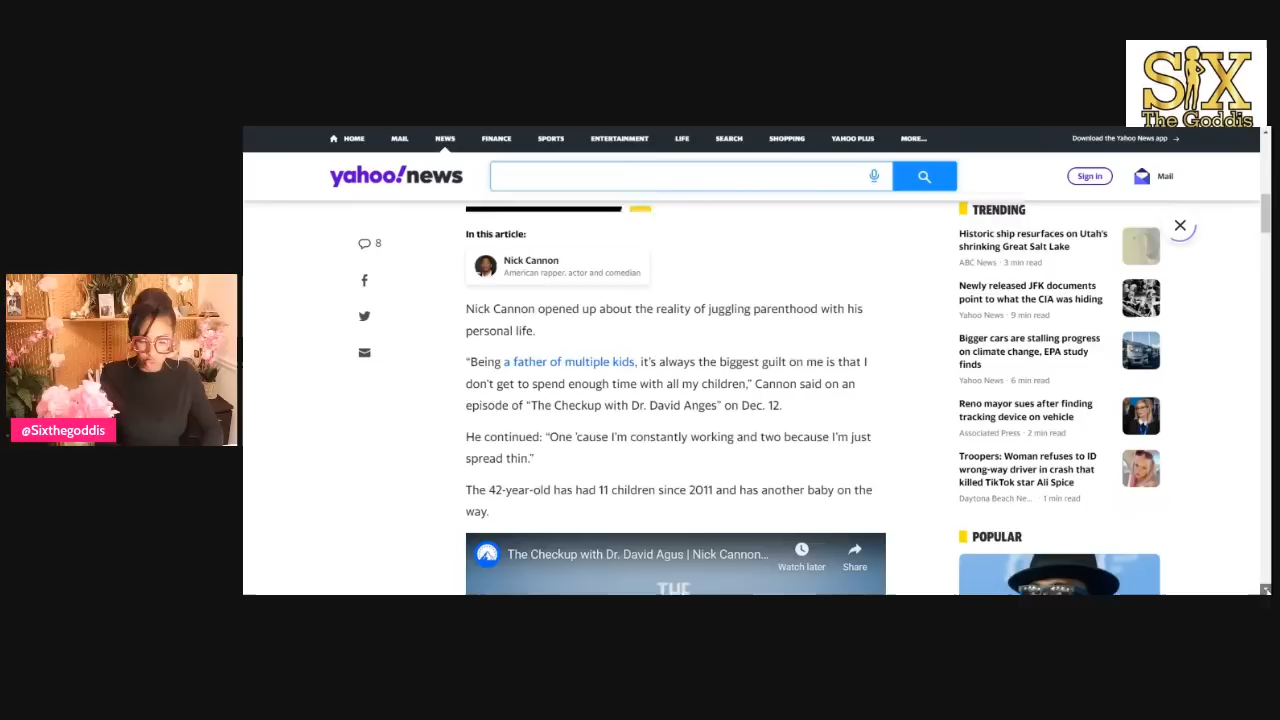 SIX
The Goddis
HOME MAIL NEWS FINANCE SPORTS ENTERTAINMENT LIFE SEARCH SHOPPING YAHOO PLUS MORE... Download the Yahoo News app →
yahoo!news
Sign in Mail
In this article:
Nick Cannon
American rapper, actor and comedian
8
Nick Cannon opened up about the reality of juggling parenthood with his
personal life.
“Being a father of multiple kids, it’s always the biggest guilt on me is that I
don’t get to spend enough time with all my children,” Cannon said on an
episode of “The Checkup with Dr. David Anges” on Dec. 12.
He continued: “One ’cause I’m constantly working and two because I’m just
spread thin.”
The 42-year-old has had 11 children since 2011 and has another baby on the
way.
The Checkup with Dr. David Agus | Nick Cannon...
Watch later
Share
THE
TRENDING
Historic ship resurfaces on Utah's
shrinking Great Salt Lake
ABC News · 3 min read
Newly released JFK documents
point to what the CIA was hiding
Yahoo News · 9 min read
Bigger cars are stalling progress
on climate change, EPA study
finds
Yahoo News · 6 min read
Reno mayor sues after finding
tracking device on vehicle
Associated Press · 2 min read
Troopers: Woman refuses to ID
wrong-way driver in crash that
killed TikTok star Ali Spice
Daytona Beach Ne... · 1 min read
POPULAR
@Sixthegoddis